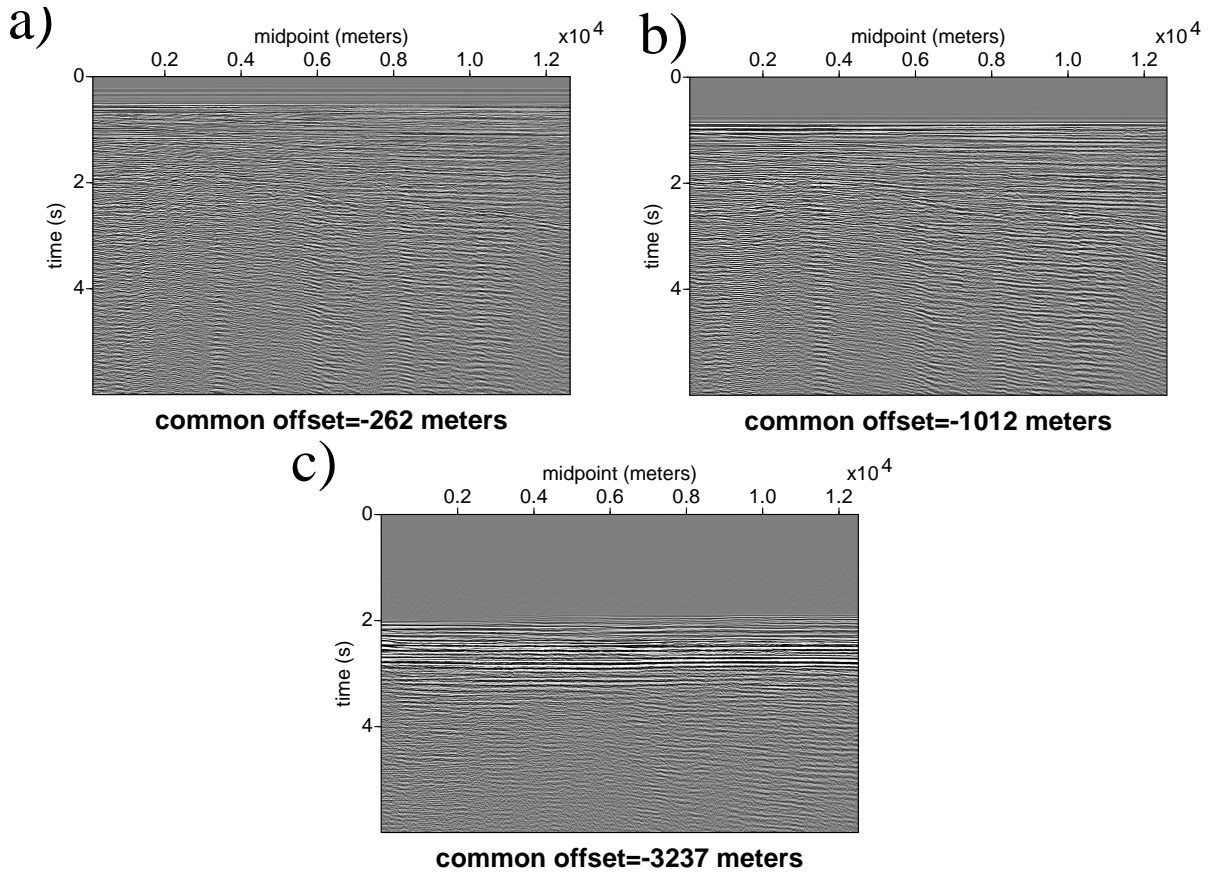 a)
midpoint (meters)
x10^4
0.2 0.4 0.6 0.8 1.0 1.2
0
2
4
time (s)
common offset=-262 meters
b)
midpoint (meters)
x10^4
0.2 0.4 0.6 0.8 1.0 1.2
0
2
4
time (s)
common offset=-1012 meters
c)
midpoint (meters)
x10^4
0.2 0.4 0.6 0.8 1.0 1.2
0
2
4
time (s)
common offset=-3237 meters